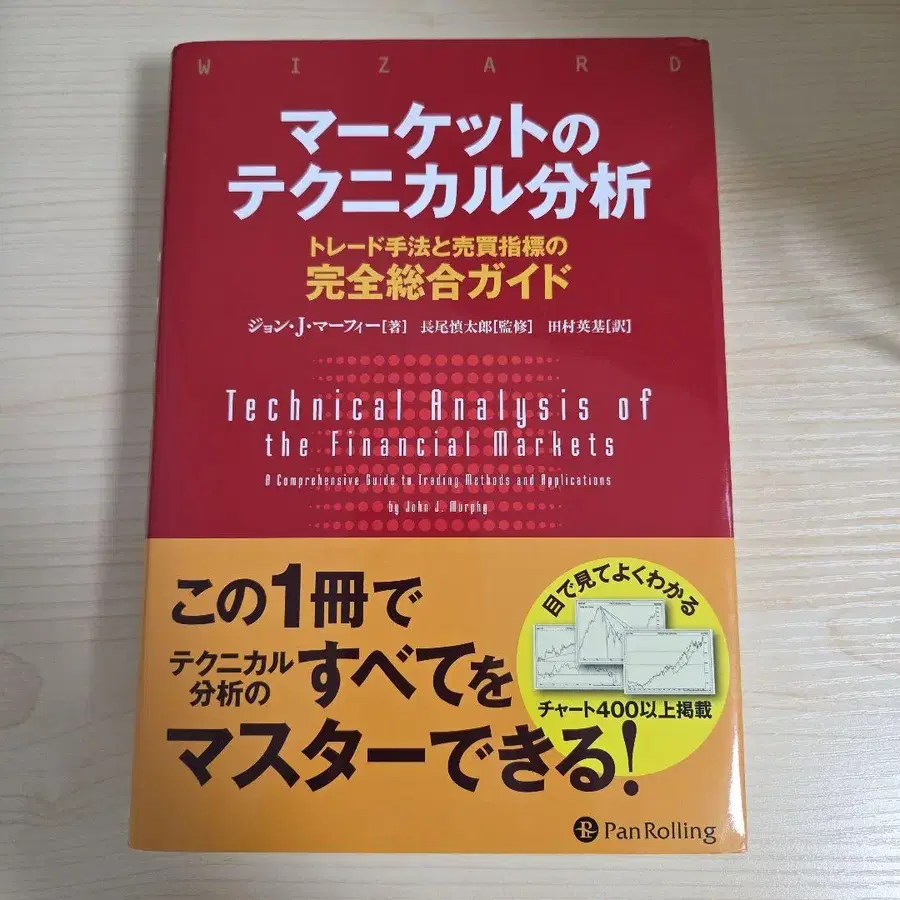 WIZARD
マーケットの
テクニカル分析
トレード手法と売買指標の
完全総合ガイド
ジョン・J・マーフィー[著] 長尾慎太郎[監修] 田村英基[訳]
Technical Analysis of
the Financial Markets
A Comprehensive Guide to Trading Methods and Applications
by John J. Murphy
この1冊で
テクニカル
分析の
すべてを
マスターできる!
目で見てよくわかる
チャート400以上掲載
PanRolling